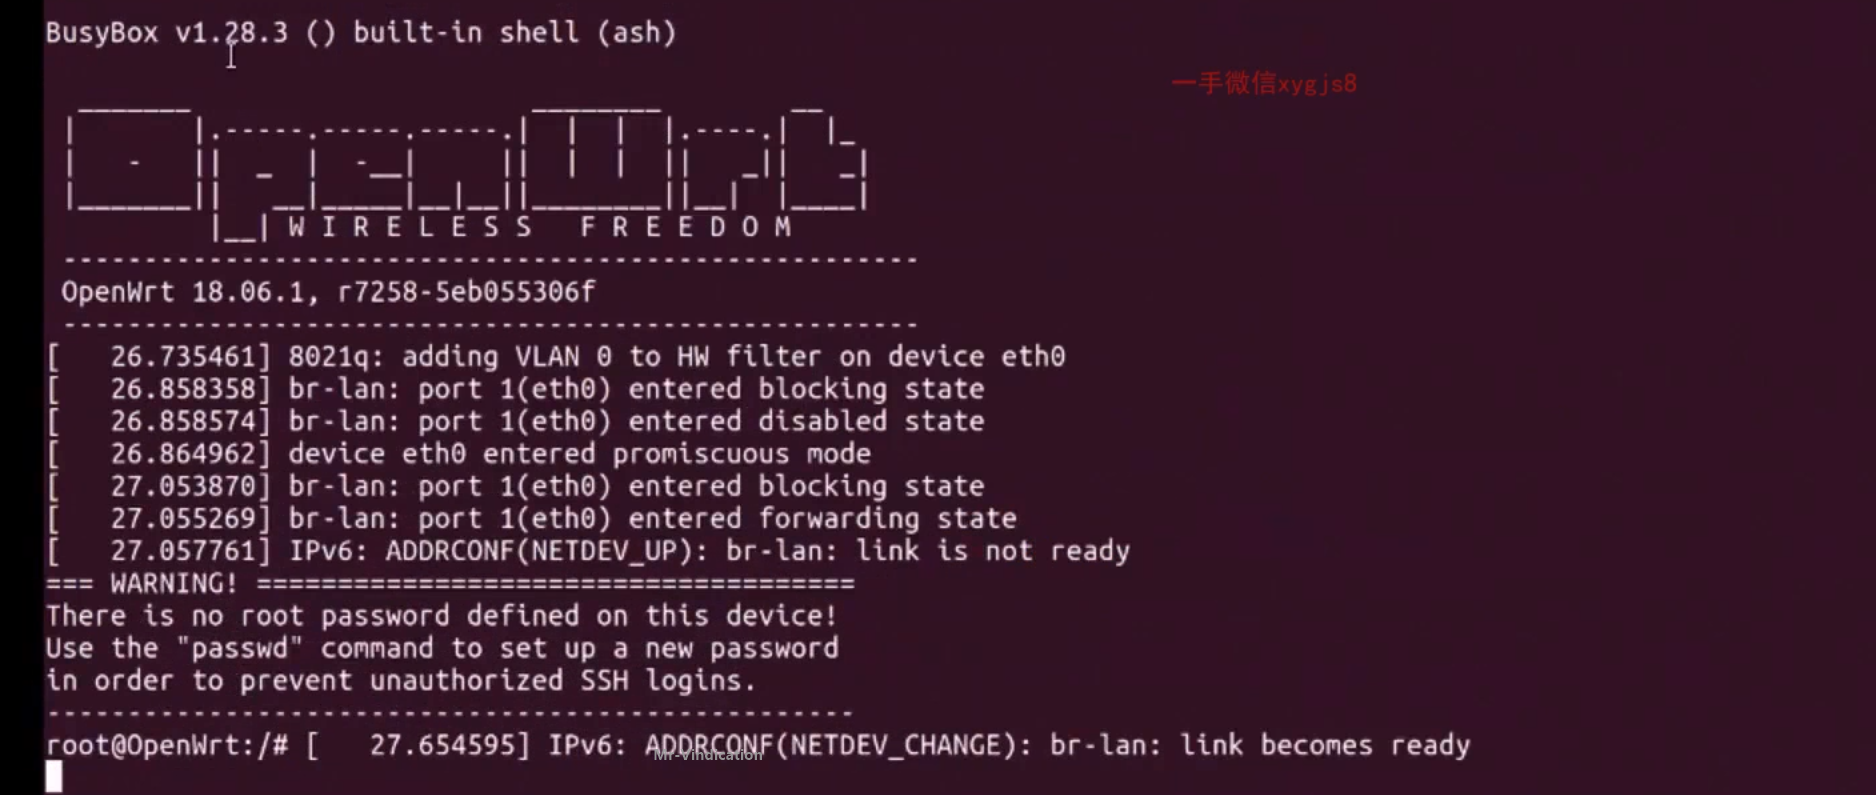 BusyBox v1.28.3 () built-in shell (ash)
一手微信xygjs8
OpenWrt
W I R E L E S S   F R E E D O M
-----------------------------------------------------
OpenWrt 18.06.1, r7258-5eb055306f
-----------------------------------------------------
[   26.735461] 8021q: adding VLAN 0 to HW filter on device eth0
[   26.858358] br-lan: port 1(eth0) entered blocking state
[   26.858574] br-lan: port 1(eth0) entered disabled state
[   26.864962] device eth0 entered promiscuous mode
[   27.053870] br-lan: port 1(eth0) entered blocking state
[   27.055269] br-lan: port 1(eth0) entered forwarding state
[   27.057761] IPv6: ADDRCONF(NETDEV_UP): br-lan: link is not ready
=== WARNING! =====================================
There is no root password defined on this device!
Use the "passwd" command to set up a new password
in order to prevent unauthorized SSH logins.
--------------------------------------------------
root@OpenWrt:/# [   27.654595] IPv6: ADDRCONF(NETDEV_CHANGE): br-lan: link becomes ready
Mr-Vindication